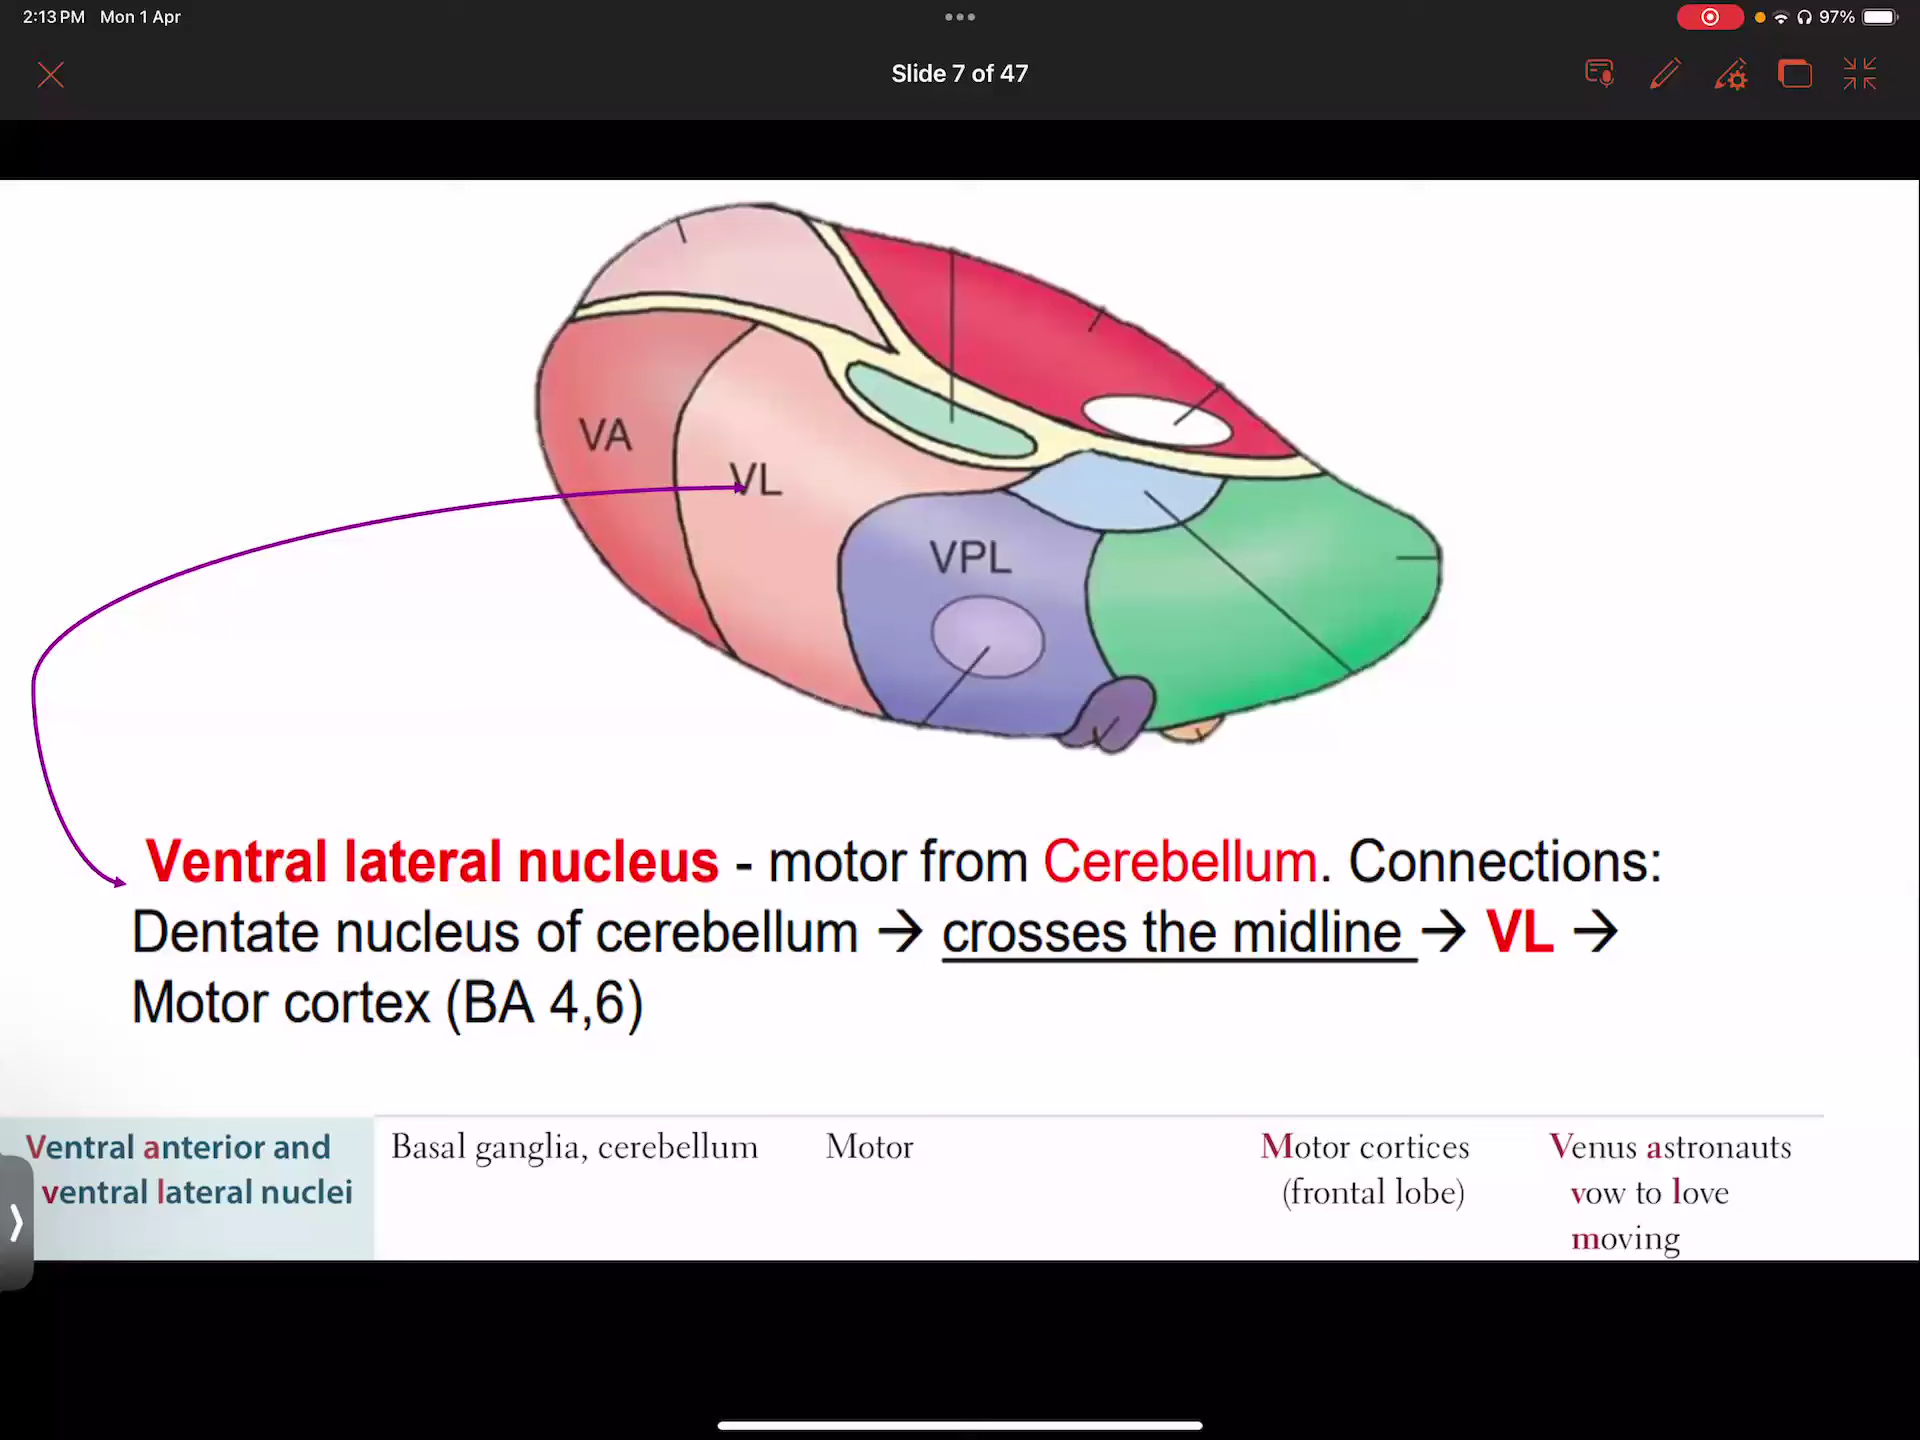 2:13 PM Mon 1 Apr
97%
Slide 7 of 47
VA
VL
VPL
Ventral lateral nucleus - motor from Cerebellum. Connections:
Dentate nucleus of cerebellum → crosses the midline → VL →
Motor cortex (BA 4,6)
Ventral anterior and
ventral lateral nuclei
Basal ganglia, cerebellum
Motor
Motor cortices
(frontal lobe)
Venus astronauts
vow to love
moving